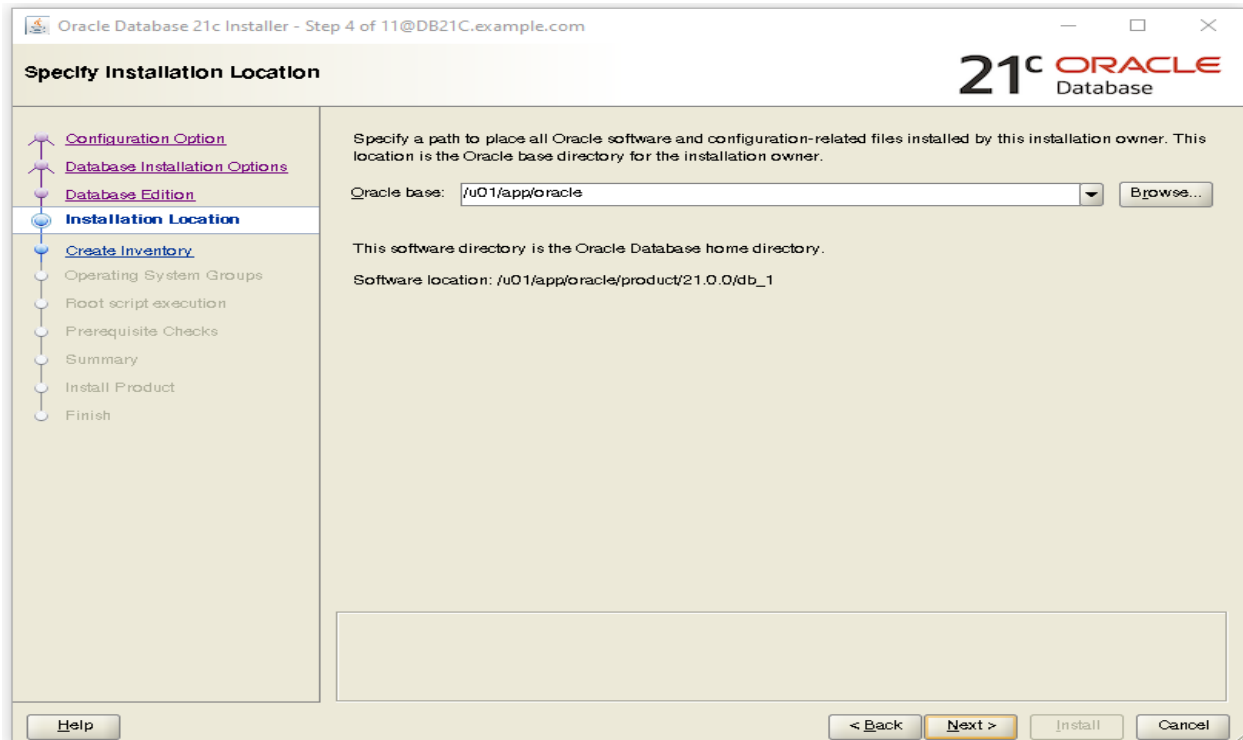 Oracle Database 21c Installer - Step 4 of 11@DB21C.example.com
Specify Installation Location
21c ORACLE
Database
Configuration Option
Database Installation Options
Database Edition
Installation Location
Create Inventory
Operating System Groups
Root script execution
Prerequisite Checks
Summary
Install Product
Finish
Specify a path to place all Oracle software and configuration-related files installed by this installation owner. This
location is the Oracle base directory for the installation owner.
Oracle base: /u01/app/oracle Browse...
This software directory is the Oracle Database home directory.
Software location: /u01/app/oracle/product/21.0.0/db_1
Help < Back Next > Install Cancel